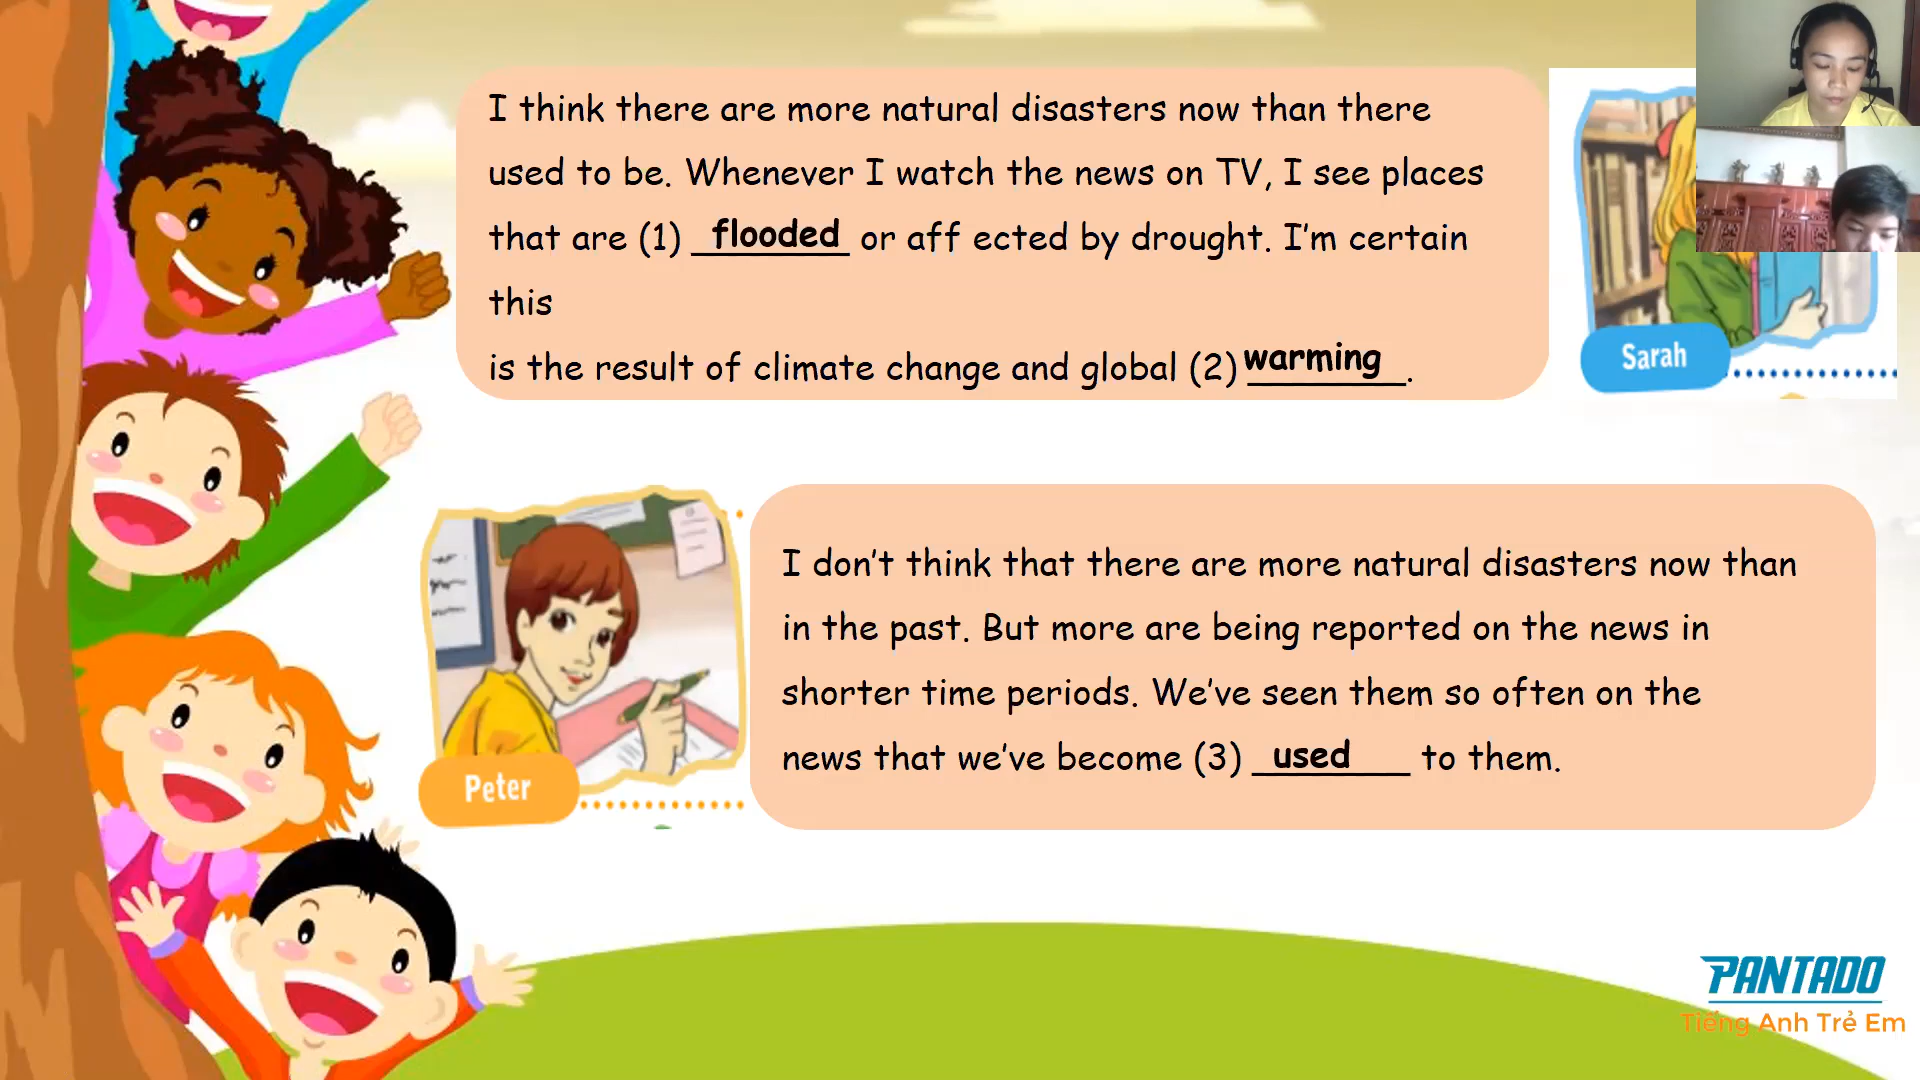 I think there are more natural disasters now than there
used to be. Whenever I watch the news on TV, I see places
that are (1) flooded or aff ected by drought. I'm certain
this
is the result of climate change and global (2) warming.
Sarah
I don't think that there are more natural disasters now than
in the past. But more are being reported on the news in
shorter time periods. We've seen them so often on the
news that we've become (3) used to them.
Peter
PANTADO
Tiếng Anh Trẻ Em